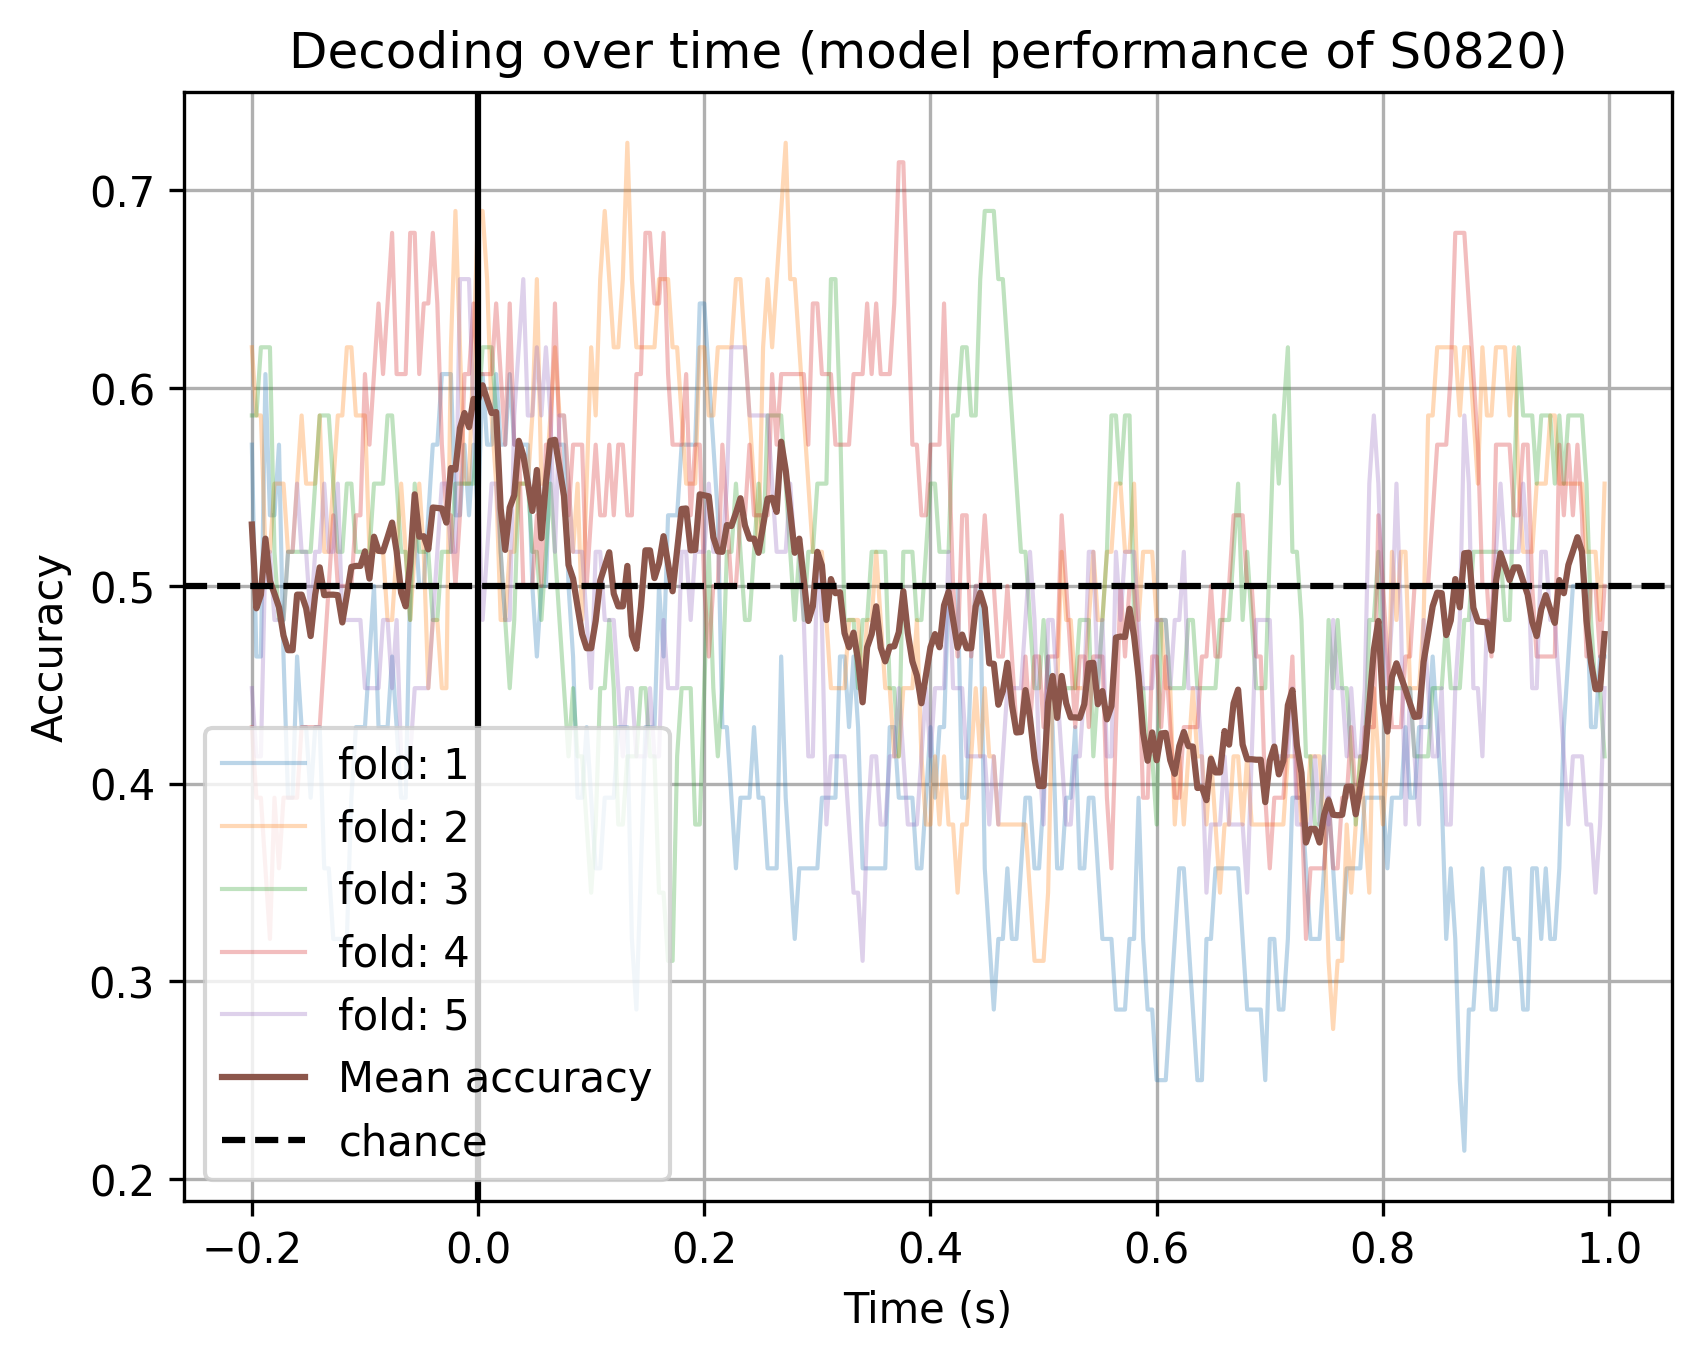 Decoding over time (model performance of S0820)
Accuracy
0.7
0.6
0.5
0.4
0.3
0.2
fold: 1
fold: 2
fold: 3
fold: 4
fold: 5
Mean accuracy
chance
−0.2 0.0 0.2 0.4 0.6 0.8 1.0
Time (s)